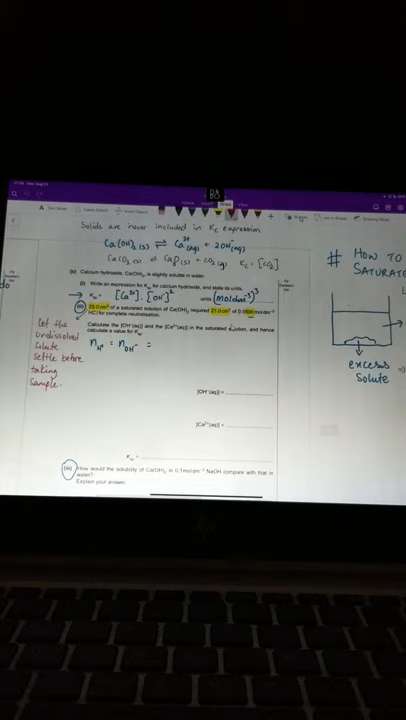 Solids are never included in Kc expression.
Ca(OH)₂(s) ⇌ Ca²⁺(aq) + 2OH⁻(aq)
CaCO₃(s) ⇌ CaO(s) + CO₂(g) Kc = [CO₂]
# HOW TO
SATURATE
(b) Calcium hydroxide, Ca(OH)₂, is slightly soluble in water.
(i) Write an expression for Ksp for calcium hydroxide, and state its units.
→ Ksp = [Ca²⁺]·[OH⁻]² units (mol dm⁻³)³
(ii) 25.0 cm³ of a saturated solution of Ca(OH)₂ required 21.0 cm³ of 0.0500 mol dm⁻³
HCl for complete neutralisation.
Calculate the [OH⁻(aq)] and the [Ca²⁺(aq)] in the saturated solution, and hence
calculate a value for Ksp.
nH⁺ = nOH⁻ =
Let the
undissolved
solute
settle before
taking
sample.
excess
solute
[OH⁻(aq)] =
[Ca²⁺(aq)] =
Ksp =
(iii) How would the solubility of Ca(OH)₂ in 0.1 mol dm⁻³ NaOH compare with that in
water?
Explain your answer.
hp